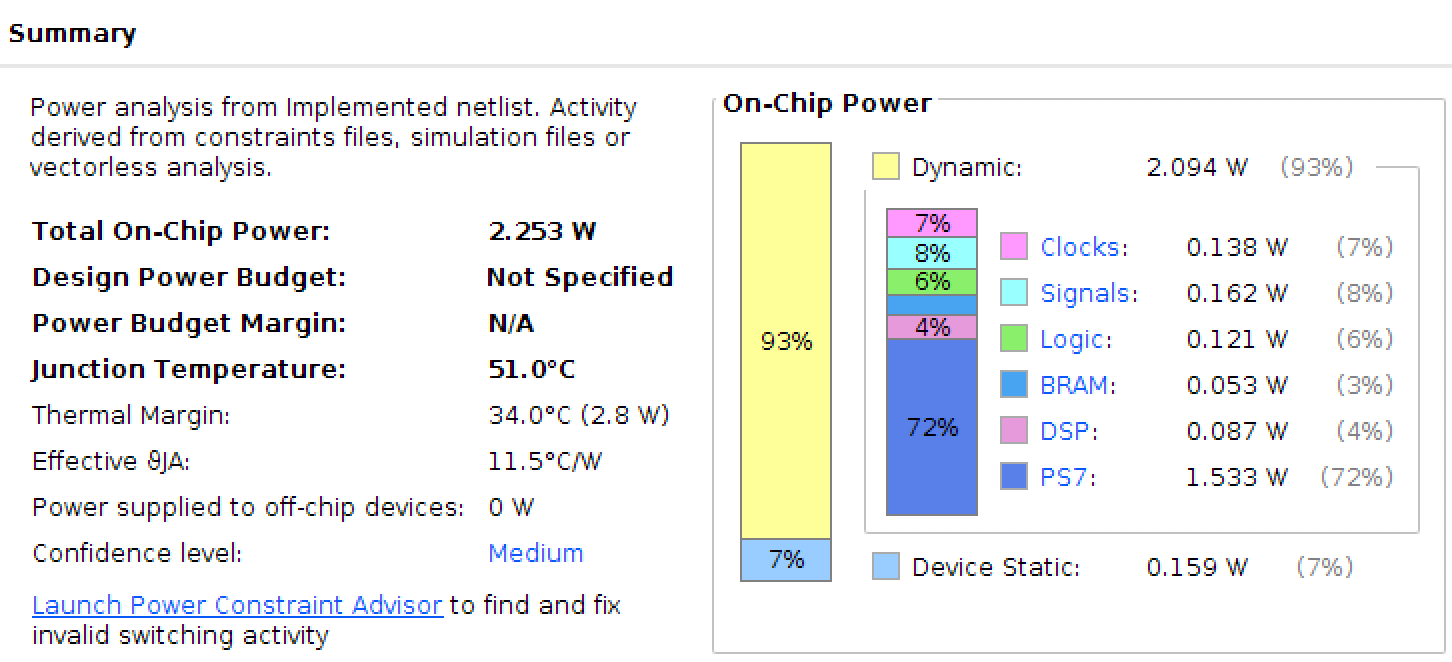 Summary
Power analysis from Implemented netlist. Activity
derived from constraints files, simulation files or
vectorless analysis.
Total On-Chip Power: 2.253 W
Design Power Budget: Not Specified
Power Budget Margin: N/A
Junction Temperature: 51.0°C
Thermal Margin: 34.0°C (2.8 W)
Effective ϑJA: 11.5°C/W
Power supplied to off-chip devices: 0 W
Confidence level: Medium
Launch Power Constraint Advisor to find and fix
invalid switching activity
On-Chip Power
93%
7%
Dynamic: 2.094 W (93%)
7%
8%
6%
4%
72%
Clocks: 0.138 W (7%)
Signals: 0.162 W (8%)
Logic: 0.121 W (6%)
BRAM: 0.053 W (3%)
DSP: 0.087 W (4%)
PS7: 1.533 W (72%)
Device Static: 0.159 W (7%)